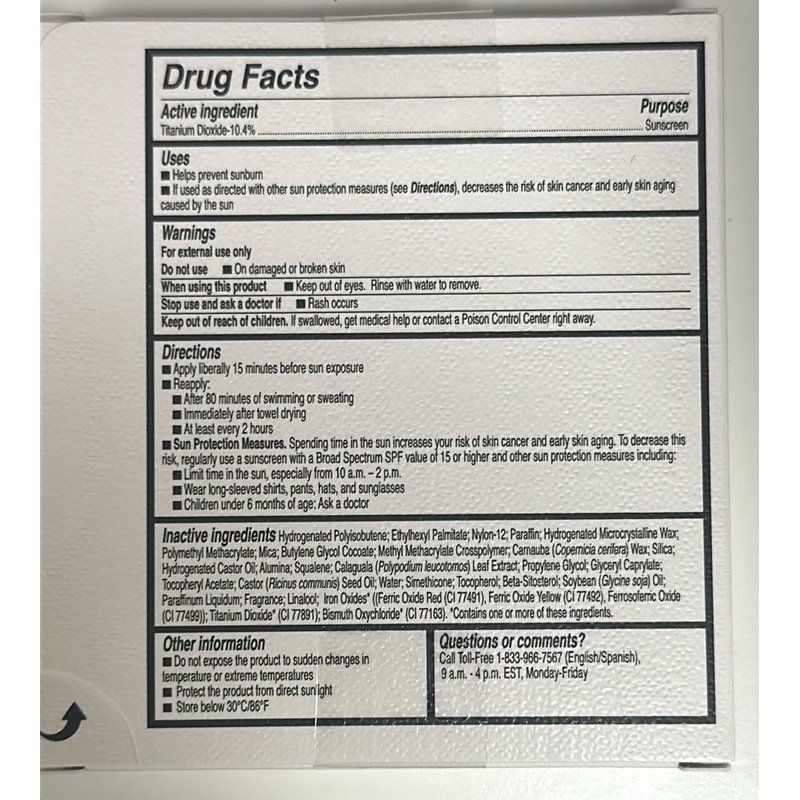 Drug Facts
Active ingredient Purpose
Titanium Dioxide-10.4% Sunscreen
Uses
■ Helps prevent sunburn
■ If used as directed with other sun protection measures (see Directions), decreases the risk of skin cancer and early skin aging
caused by the sun
Warnings
For external use only
Do not use ■ On damaged or broken skin
When using this product ■ Keep out of eyes. Rinse with water to remove.
Stop use and ask a doctor if ■ Rash occurs
Keep out of reach of children. If swallowed, get medical help or contact a Poison Control Center right away.
Directions
■ Apply liberally 15 minutes before sun exposure
■ Reapply:
■ After 80 minutes of swimming or sweating
■ Immediately after towel drying
■ At least every 2 hours
■ Sun Protection Measures. Spending time in the sun increases your risk of skin cancer and early skin aging. To decrease this
risk, regularly use a sunscreen with a Broad Spectrum SPF value of 15 or higher and other sun protection measures including:
■ Limit time in the sun, especially from 10 a.m. – 2 p.m.
■ Wear long-sleeved shirts, pants, hats, and sunglasses
■ Children under 6 months of age: Ask a doctor
Inactive ingredients Hydrogenated Polyisobutene; Ethylhexyl Palmitate; Nylon-12; Paraffin; Hydrogenated Microcrystalline Wax;
Polymethyl Methacrylate; Mica; Butylene Glycol Cocoate; Methyl Methacrylate Crosspolymer; Carnauba (Copernicia cerifera) Wax; Silica;
Hydrogenated Castor Oil; Alumina; Squalene; Calaguala (Polypodium leucotomos) Leaf Extract; Propylene Glycol; Glyceryl Caprylate;
Tocopheryl Acetate; Castor (Ricinus communis) Seed Oil; Water; Simethicone; Tocopherol; Beta-Sitosterol; Soybean (Glycine soja) Oil;
Paraffinum Liquidum; Fragrance; Linalool; Iron Oxides* ((Ferric Oxide Red (CI 77491), Ferric Oxide Yellow (CI 77492), Ferrosoferric Oxide
(CI 77499)); Titanium Dioxide* (CI 77891); Bismuth Oxychloride* (CI 77163). *Contains one or more of these ingredients.
Other information
■ Do not expose the product to sudden changes in
temperature or extreme temperatures
■ Protect the product from direct sunlight
■ Store below 30°C/86°F
Questions or comments?
Call Toll-Free 1-833-966-7567 (English/Spanish),
9 a.m. - 4 p.m. EST, Monday-Friday